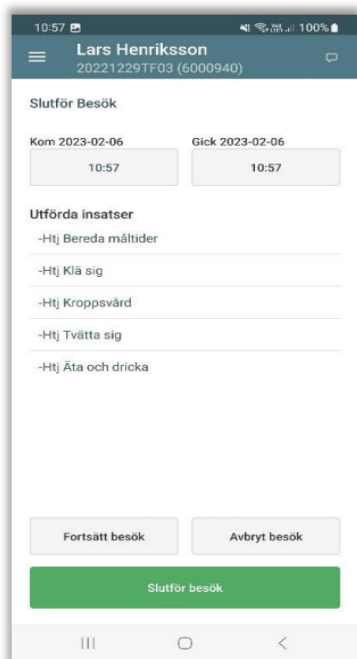 10:57 100%
Lars Henriksson
20221229TF03 (6000940)
Slutför Besök
Kom 2023-02-06 Gick 2023-02-06
10:57 10:57
Utförda insatser
-Htj Bereda måltider
-Htj Klä sig
-Htj Kroppsvård
-Htj Tvätta sig
-Htj Äta och dricka
Fortsätt besök Avbryt besök
Slutför besök